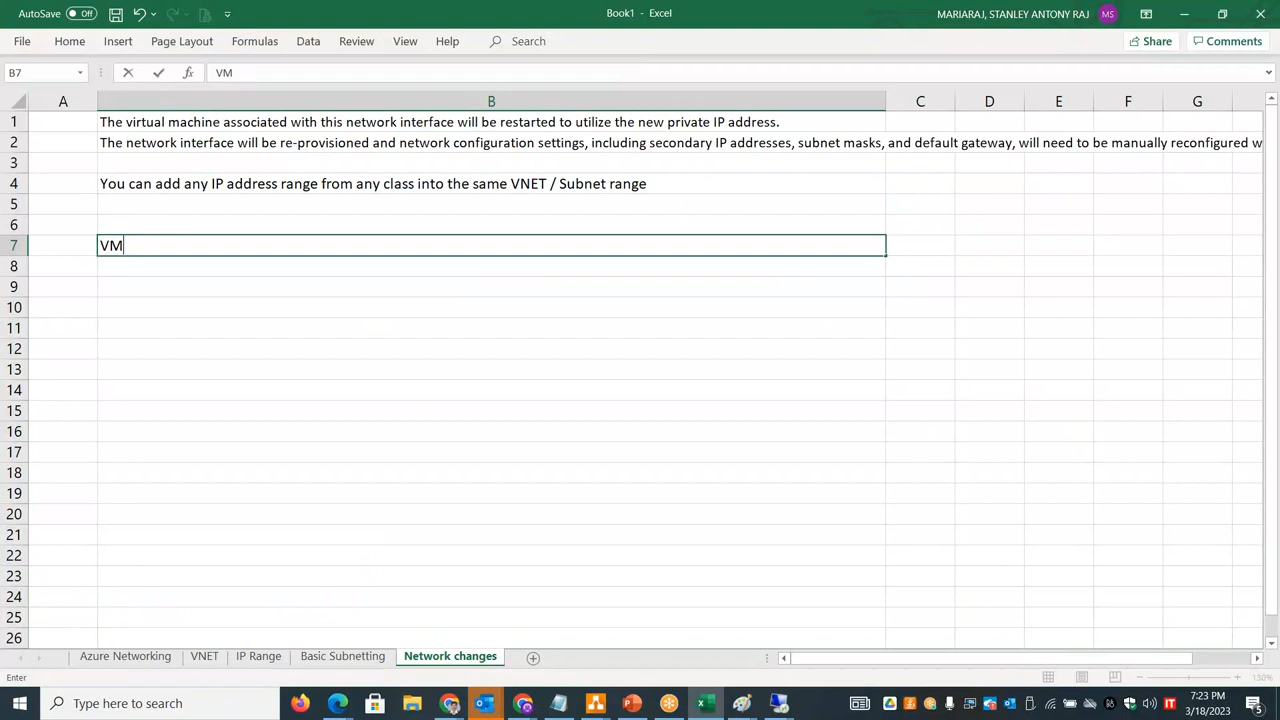 AutoSave Off
Book1 - Excel
MARIARAJ, STANLEY ANTONY RAJ MS
File Home Insert Page Layout Formulas Data Review View Help Search
Share Comments
B7 fx VM
A B C D E F G
1 The virtual machine associated with this network interface will be restarted to utilize the new private IP address.
2 The network interface will be re-provisioned and network configuration settings, including secondary IP addresses, subnet masks, and default gateway, will need to be manually reconfigured w
3
4 You can add any IP address range from any class into the same VNET / Subnet range
5
6
7 VM
8
9
10
11
12
13
14
15
16
17
18
19
20
21
22
23
24
25
26
Azure Networking VNET IP Range Basic Subnetting Network changes
Enter
130%
Type here to search
IT
7:23 PM
3/18/2023